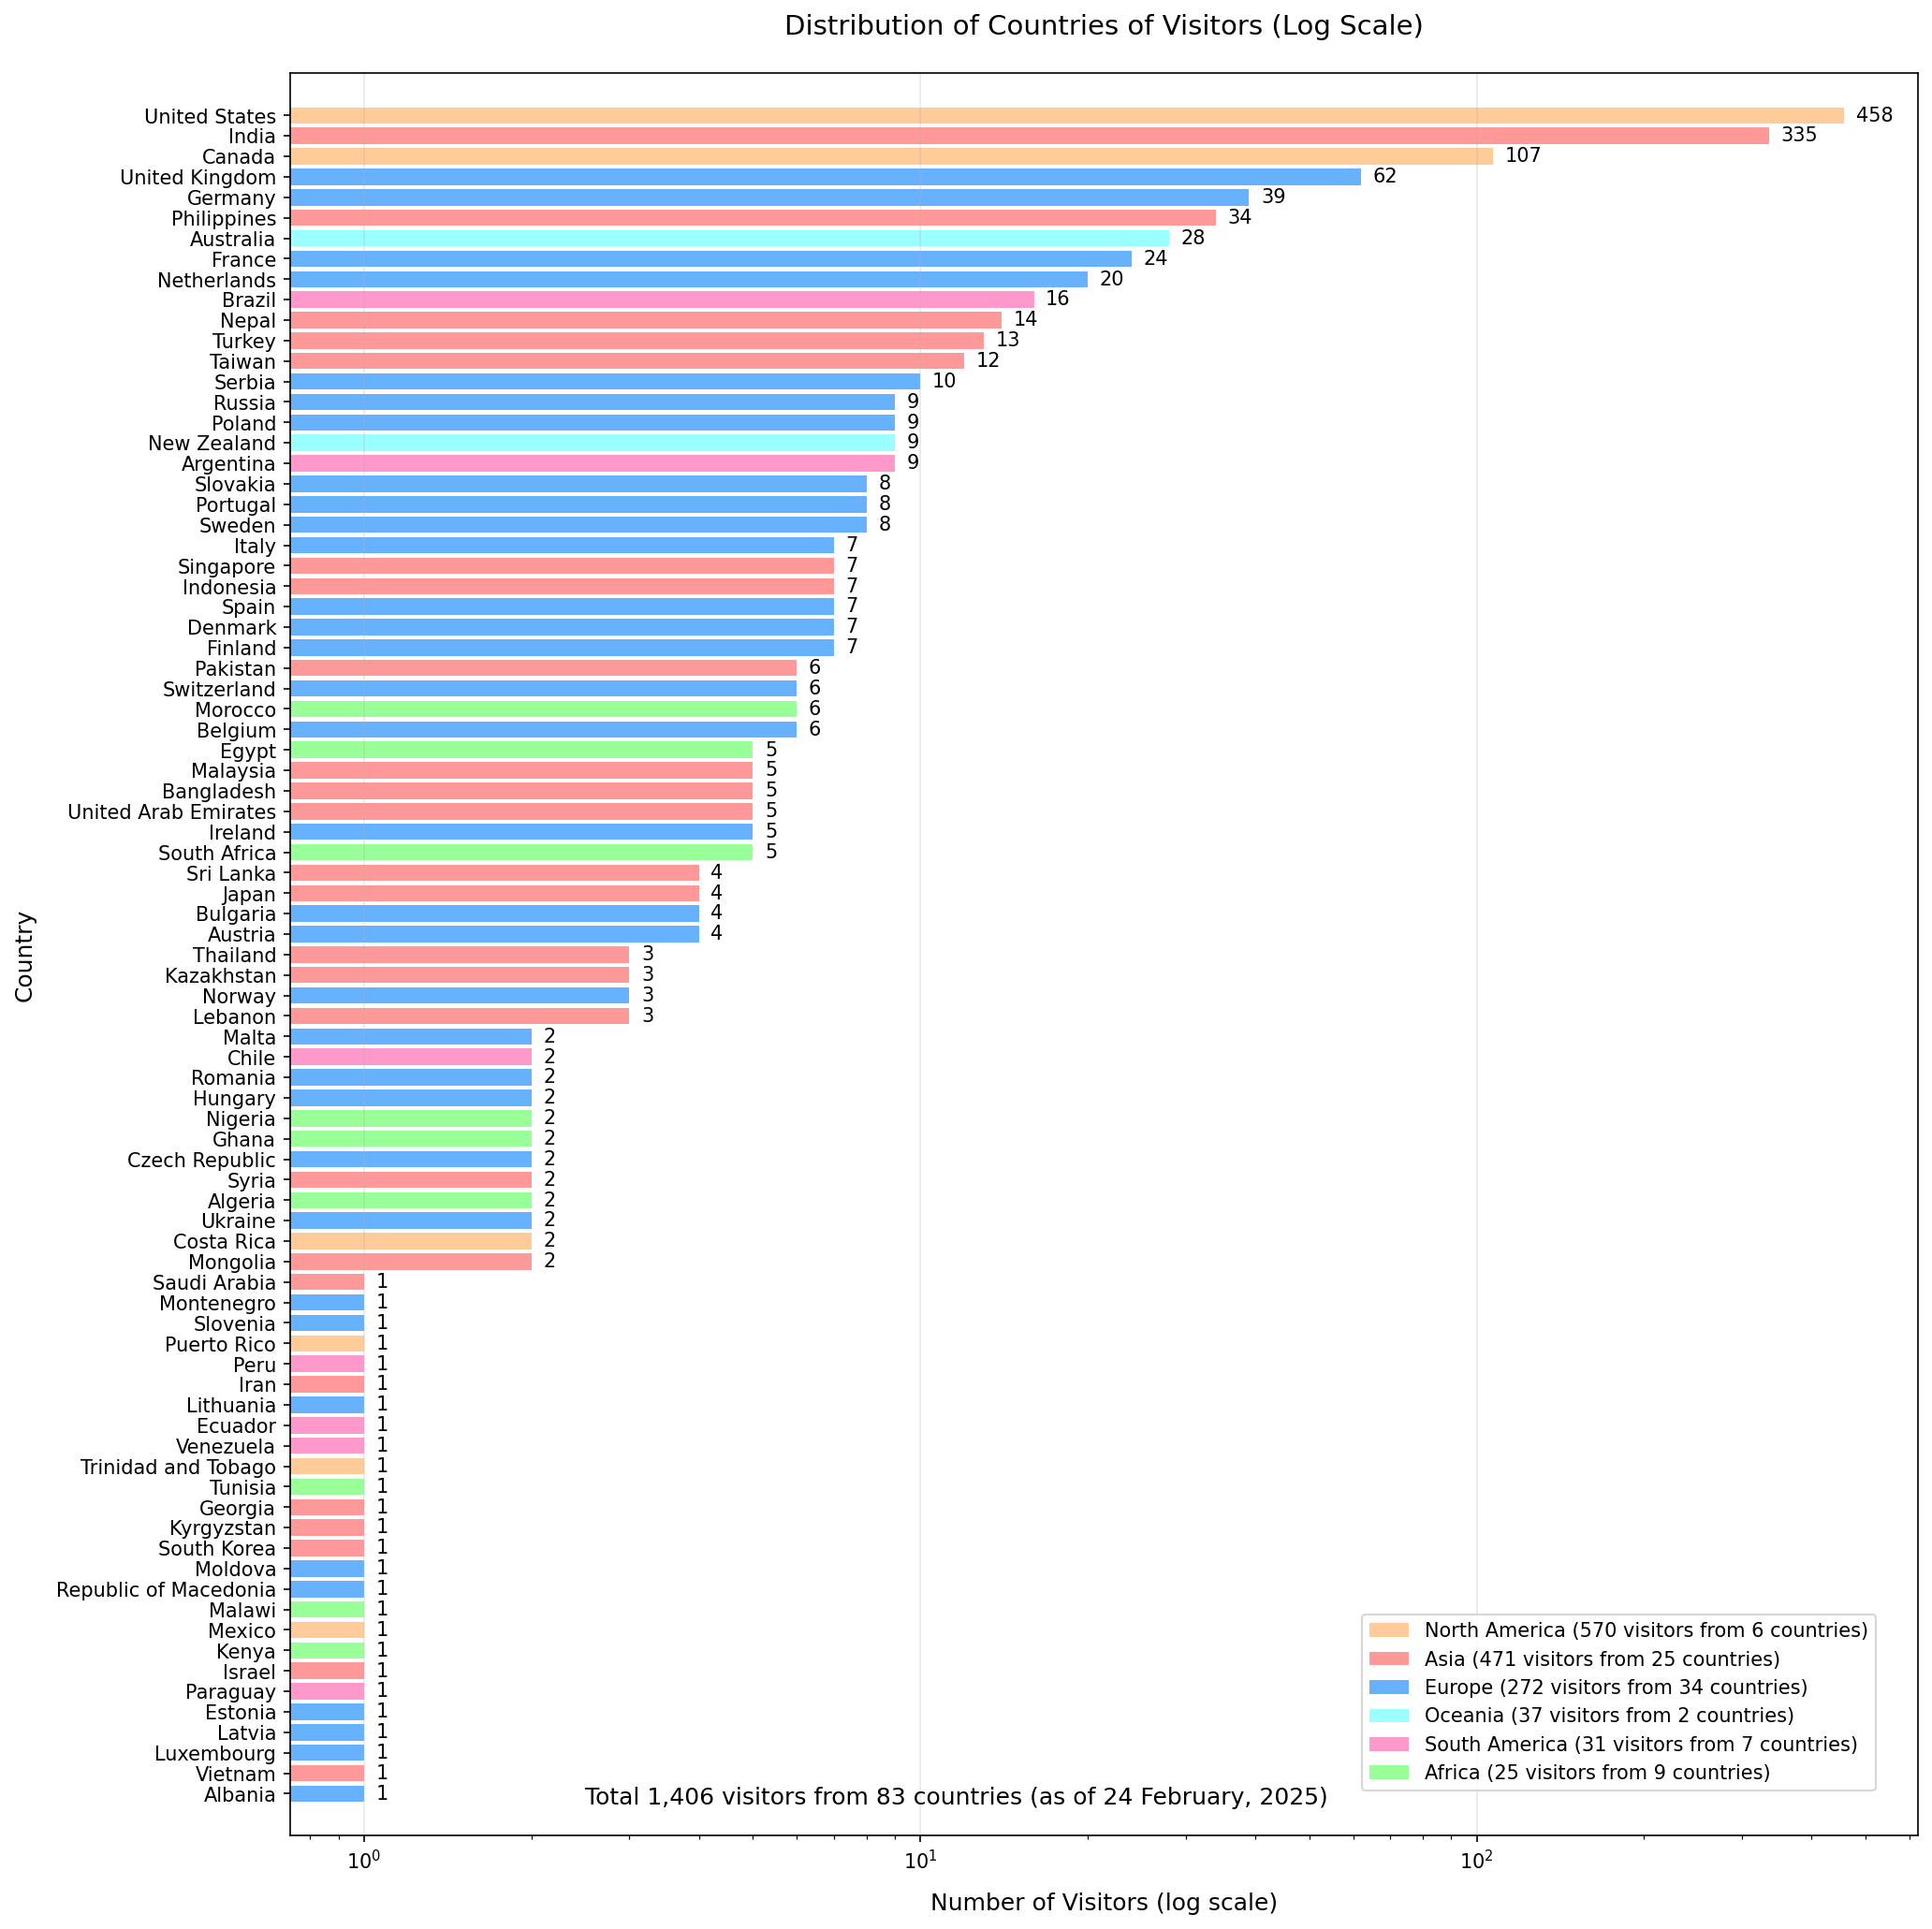 Distribution of Countries of Visitors (Log Scale)
United States 458
India 335
Canada 107
United Kingdom 62
Germany 39
Philippines 34
Australia 28
France 24
Netherlands 20
Brazil 16
Nepal 14
Turkey 13
Taiwan 12
Serbia 10
Russia 9
Poland 9
New Zealand 9
Argentina 9
Slovakia 8
Portugal 8
Sweden 8
Italy 7
Singapore 7
Indonesia 7
Spain 7
Denmark 7
Finland 7
Pakistan 6
Switzerland 6
Morocco 6
Belgium 6
Egypt 5
Malaysia 5
Bangladesh 5
United Arab Emirates 5
Ireland 5
South Africa 5
Sri Lanka 4
Japan 4
Bulgaria 4
Austria 4
Thailand 3
Kazakhstan 3
Norway 3
Lebanon 3
Malta 2
Chile 2
Romania 2
Hungary 2
Nigeria 2
Ghana 2
Czech Republic 2
Syria 2
Algeria 2
Ukraine 2
Costa Rica 2
Mongolia 2
Saudi Arabia 1
Montenegro 1
Slovenia 1
Puerto Rico 1
Peru 1
Iran 1
Lithuania 1
Ecuador 1
Venezuela 1
Trinidad and Tobago 1
Tunisia 1
Georgia 1
Kyrgyzstan 1
South Korea 1
Moldova 1
Republic of Macedonia 1
Malawi 1
Mexico 1
Kenya 1
Israel 1
Paraguay 1
Estonia 1
Latvia 1
Luxembourg 1
Vietnam 1
Albania 1
Country
North America (570 visitors from 6 countries)
Asia (471 visitors from 25 countries)
Europe (272 visitors from 34 countries)
Oceania (37 visitors from 2 countries)
South America (31 visitors from 7 countries)
Africa (25 visitors from 9 countries)
Total 1,406 visitors from 83 countries (as of 24 February, 2025)
10⁰ 10¹ 10²
Number of Visitors (log scale)